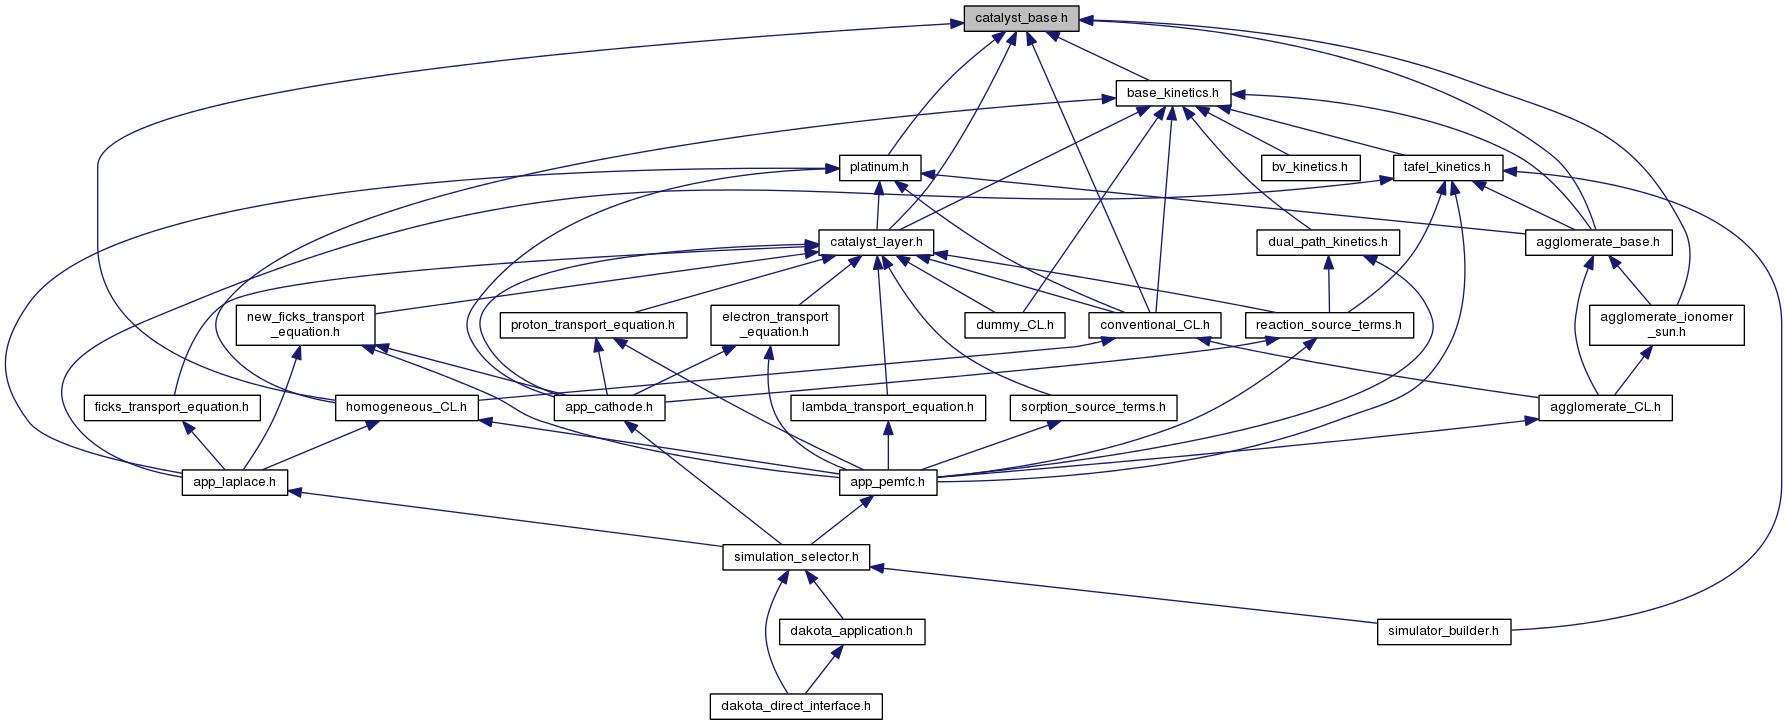 catalyst_base.h
base_kinetics.h
platinum.h
bv_kinetics.h
tafel_kinetics.h
catalyst_layer.h
dual_path_kinetics.h
agglomerate_base.h
new_ficks_transport
_equation.h
proton_transport_equation.h
electron_transport
_equation.h
dummy_CL.h
conventional_CL.h
reaction_source_terms.h
agglomerate_ionomer
_sun.h
ficks_transport_equation.h
homogeneous_CL.h
app_cathode.h
lambda_transport_equation.h
sorption_source_terms.h
agglomerate_CL.h
app_laplace.h
app_pemfc.h
simulation_selector.h
dakota_application.h
simulator_builder.h
dakota_direct_interface.h